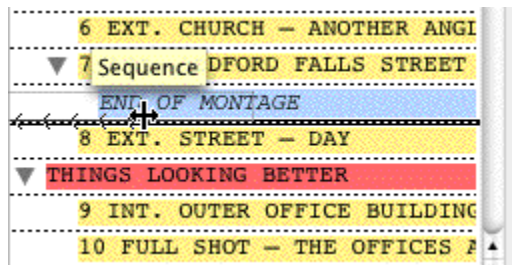 6 EXT. CHURCH — ANOTHER ANGL
7
Sequence
DFORD FALLS STREET
END OF MONTAGE
8 EXT. STREET — DAY
THINGS LOOKING BETTER
9 INT. OUTER OFFICE BUILDING
10 FULL SHOT — THE OFFICES A